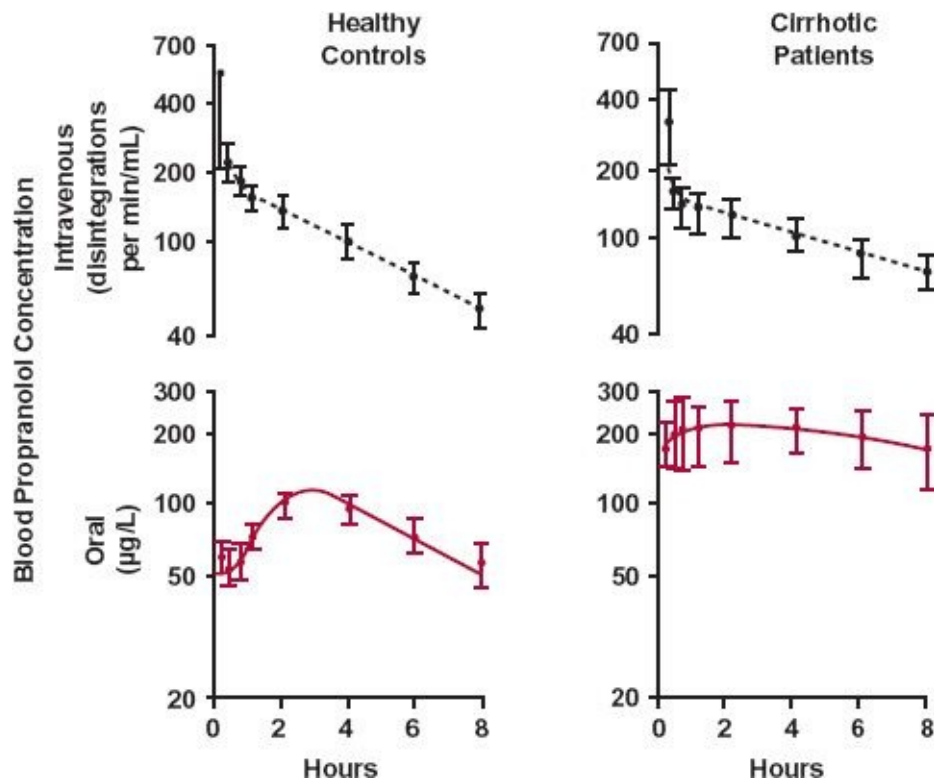 Healthy
Controls
Cirrhotic
Patients
Blood Propranolol Concentration
Intravenous
(disintegrations
per min/mL)
700
400
200
100
40
700
400
200
100
40
Oral
(µg/L)
300
200
100
50
20
300
200
100
50
20
0 2 4 6 8
0 2 4 6 8
Hours
Hours